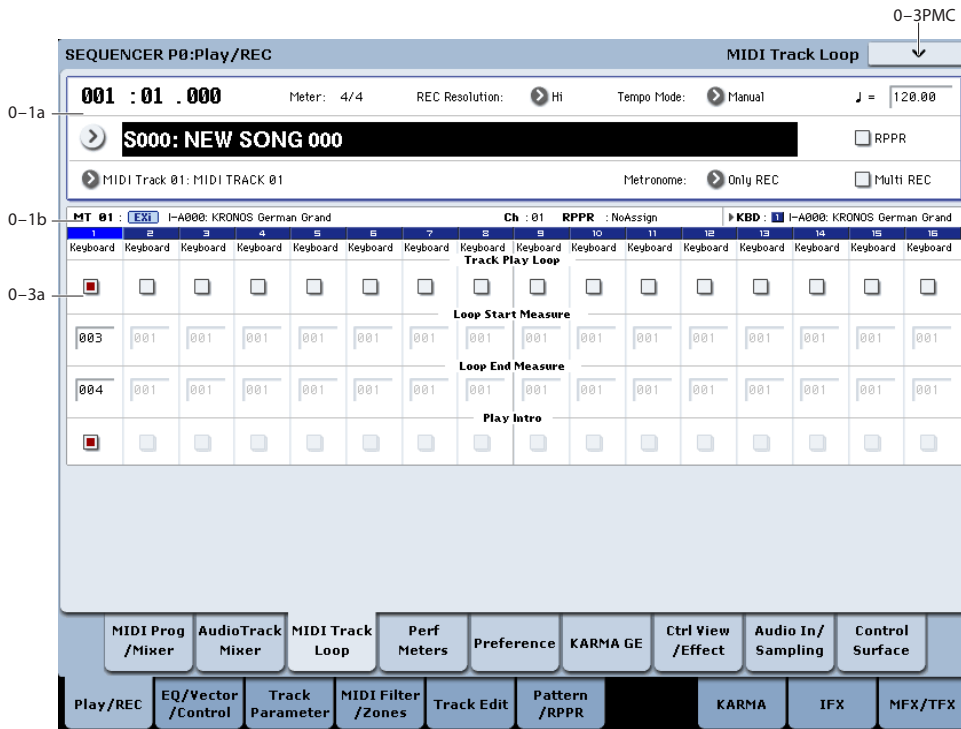 0–3PMC
SEQUENCER P0:Play/REC MIDI Track Loop
001 :01 .000 Meter: 4/4 REC Resolution: Hi Tempo Mode: Manual ♩ = 120.00
0–1a
S000: NEW SONG 000 RPPR
MIDI Track 01: MIDI TRACK 01 Metronome: Only REC Multi REC
0–1b
MT 01 : EXi I-A000: KRONOS German Grand Ch :01 RPPR :NoAssign KBD : 1 I-A000: KRONOS German Grand
1 2 3 4 5 6 7 8 9 10 11 12 13 14 15 16
Keyboard Keyboard Keyboard Keyboard Keyboard Keyboard Keyboard Keyboard Keyboard Keyboard Keyboard Keyboard Keyboard Keyboard Keyboard Keyboard
Track Play Loop
0–3a
Loop Start Measure
003 001 001 001 001 001 001 001 001 001 001 001 001 001 001 001
Loop End Measure
004 001 001 001 001 001 001 001 001 001 001 001 001 001 001 001
Play Intro
MIDI Prog /Mixer
AudioTrack Mixer
MIDI Track Loop
Perf Meters
Preference
KARMA GE
Ctrl View /Effect
Audio In/ Sampling
Control Surface
Play/REC
EQ/Vector /Control
Track Parameter
MIDI Filter /Zones
Track Edit
Pattern /RPPR
KARMA
IFX
MFX/TFX